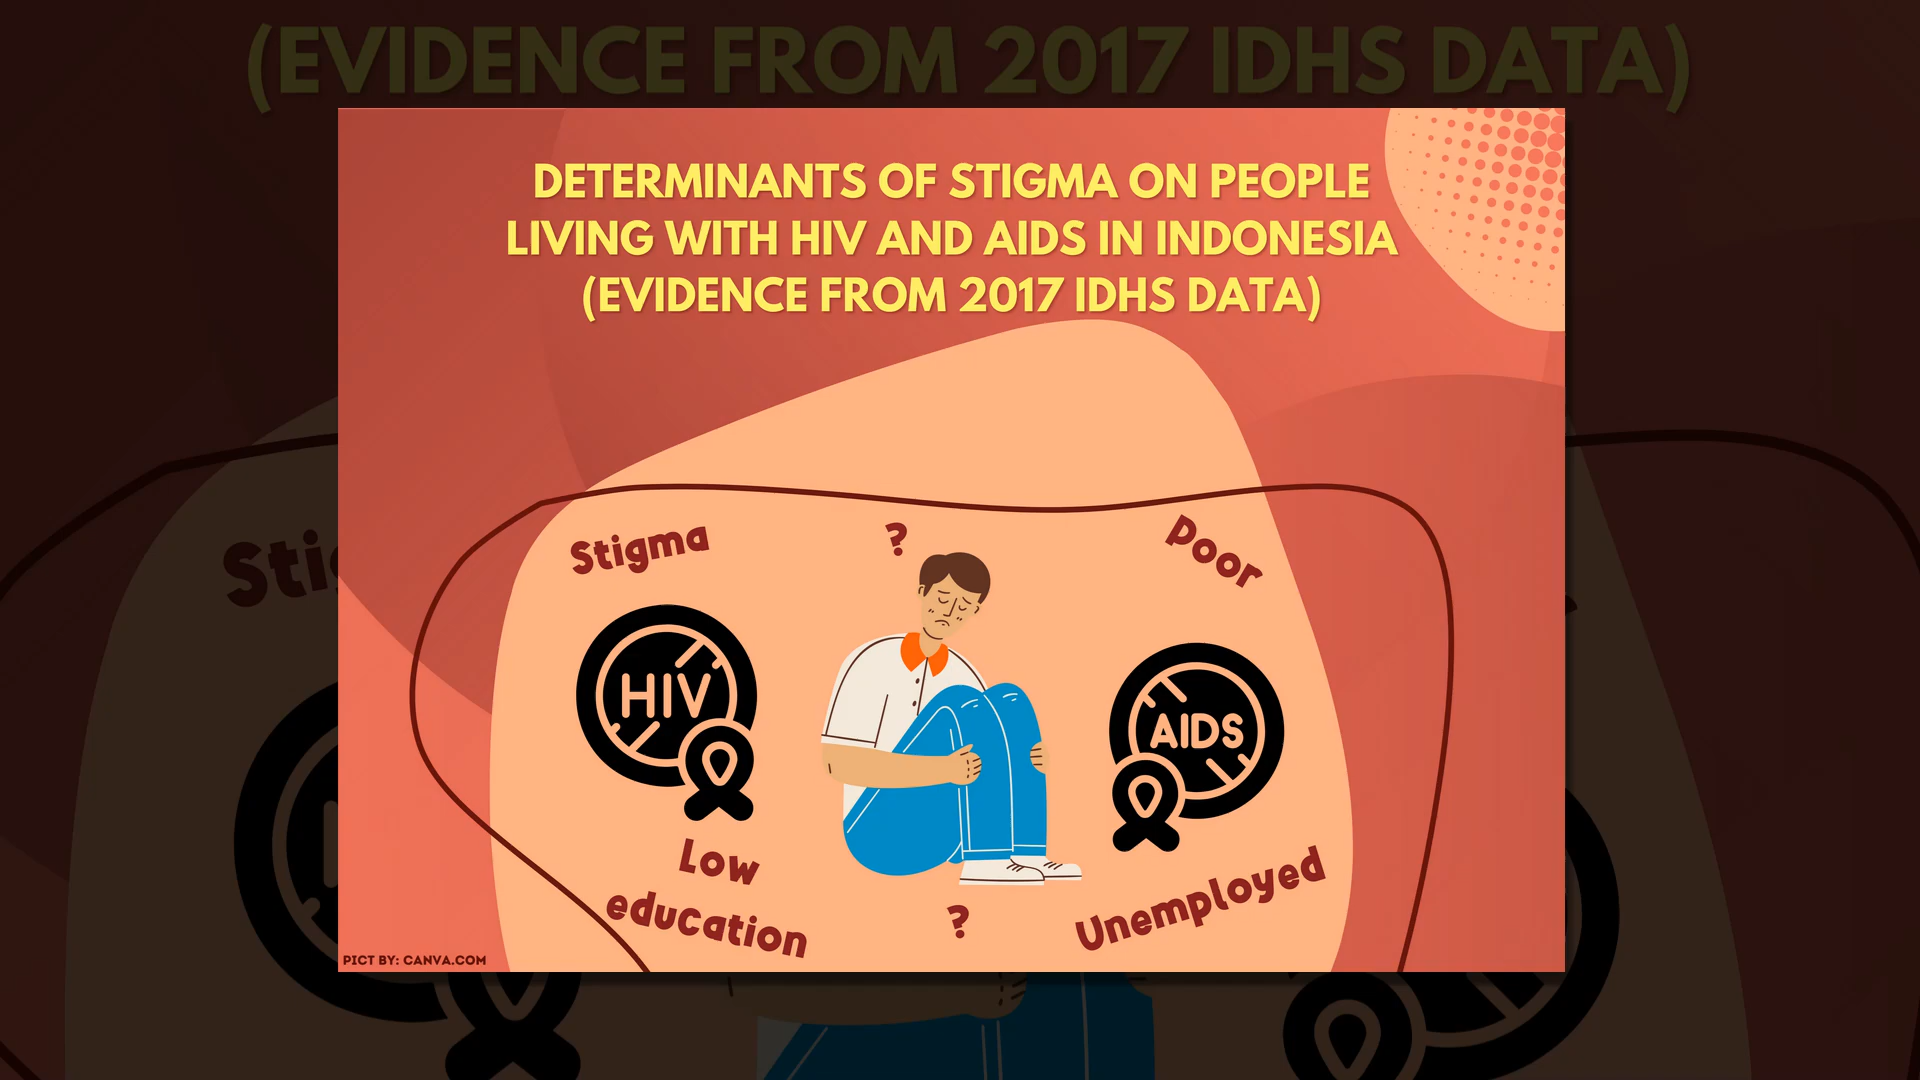 (EVIDENCE FROM 2017 IDHS DATA)
DETERMINANTS OF STIGMA ON PEOPLE
LIVING WITH HIV AND AIDS IN INDONESIA
(EVIDENCE FROM 2017 IDHS DATA)
Stigma
?
Poor
Sti
HIV
AIDS
Low
education
?
Unemployed
PICT BY: CANVA.COM